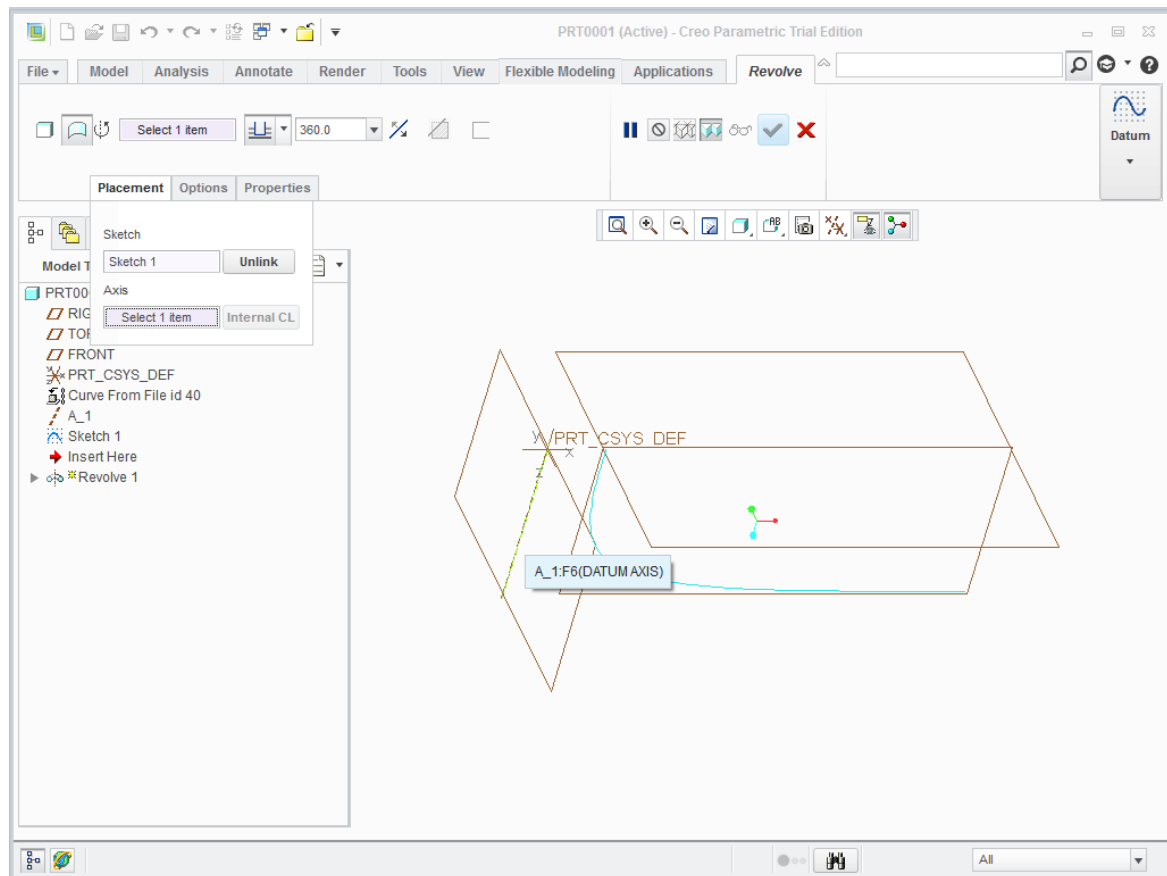 PRT0001 (Active) - Creo Parametric Trial Edition
File Model Analysis Annotate Render Tools View Flexible Modeling Applications Revolve
Select 1 item 360.0
Datum
Placement Options Properties
Sketch
Sketch 1 Unlink
Axis
Select 1 item Internal CL
Model T
PRT00
RIG
TOP
FRONT
PRT_CSYS_DEF
Curve From File id 40
A_1
Sketch 1
Insert Here
Revolve 1
y PRT_CSYS DEF
x
z
A_1:F6(DATUM AXIS)
All